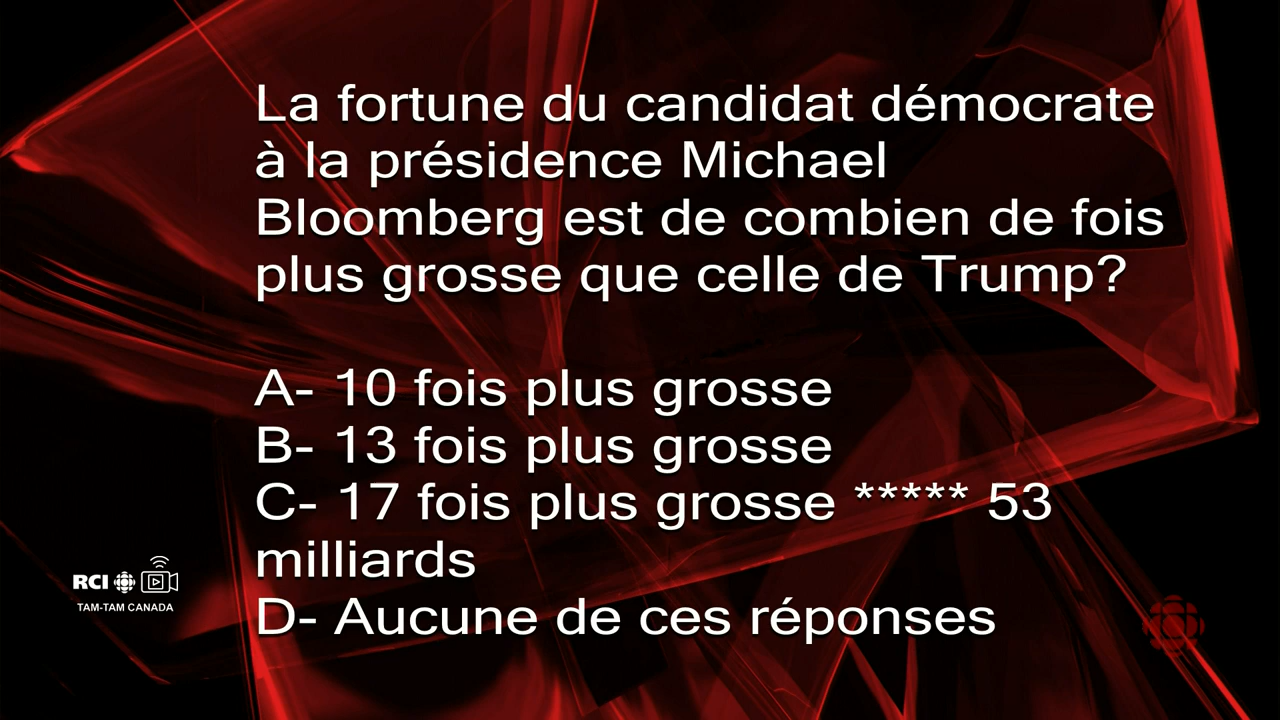 La fortune du candidat démocrate
à la présidence Michael
Bloomberg est de combien de fois
plus grosse que celle de Trump?
A- 10 fois plus grosse
B- 13 fois plus grosse
C- 17 fois plus grosse ***** 53
milliards
D- Aucune de ces réponses
RCI
TAM-TAM CANADA